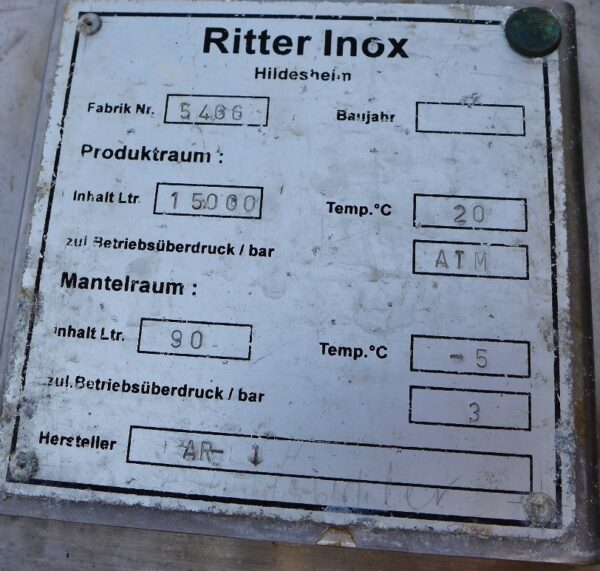 Ritter Inox
Hildesheim
Fabrik Nr. 5406 Baujahr
Produktraum :
Inhalt Ltr. 15000 Temp.°C 20
zul Betriebsüberdruck / bar ATM
Mantelraum :
Inhalt Ltr. 90 Temp.°C -5
zul.Betriebsüberdruck / bar 3
Hersteller AR-